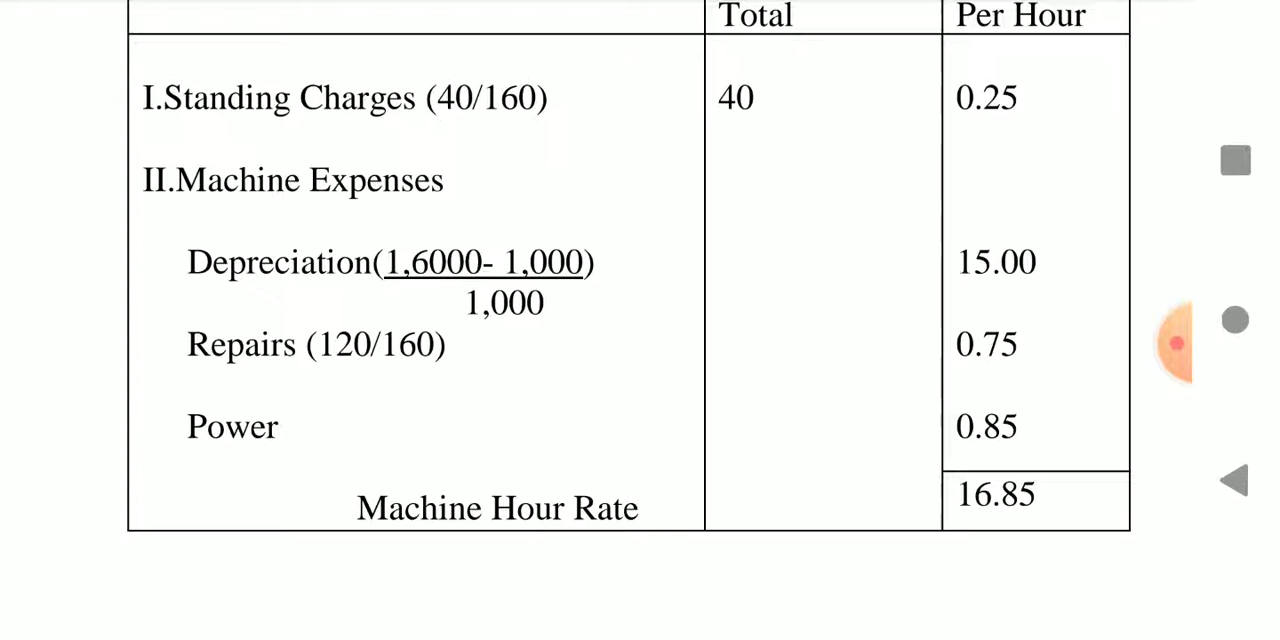 Total Per Hour
I.Standing Charges (40/160) 40 0.25
II.Machine Expenses
Depreciation(1,6000- 1,000) 15.00
1,000
Repairs (120/160) 0.75
Power 0.85
Machine Hour Rate 16.85